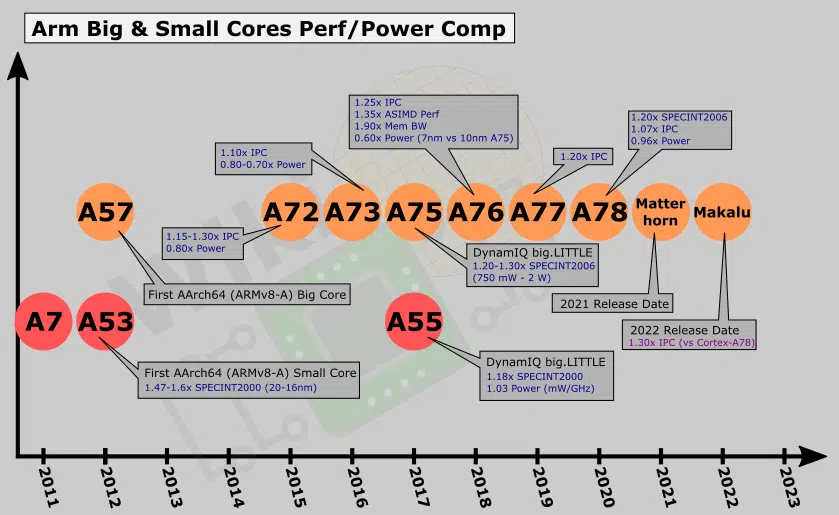 Arm Big & Small Cores Perf/Power Comp
1.25x IPC
1.35x ASIMD Perf
1.90x Mem BW
0.60x Power (7nm vs 10nm A75)
1.20x SPECINT2006
1.07x IPC
0.96x Power
1.10x IPC
0.80-0.70x Power
1.20x IPC
A57
A72
A73
A75
A76
A77
A78
Matter
horn
Makalu
1.15-1.30x IPC
0.80x Power
DynamIQ big.LITTLE
1.20-1.30x SPECINT2006
(750 mW - 2 W)
First AArch64 (ARMv8-A) Big Core
2021 Release Date
2022 Release Date
1.30x IPC (vs Cortex-A78)
A7
A53
A55
First AArch64 (ARMv8-A) Small Core
1.47-1.6x SPECINT2000 (20-16nm)
DynamIQ big.LITTLE
1.18x SPECINT2000
1.03 Power (mW/GHz)
2011
2012
2013
2014
2015
2016
2017
2018
2019
2020
2021
2022
2023